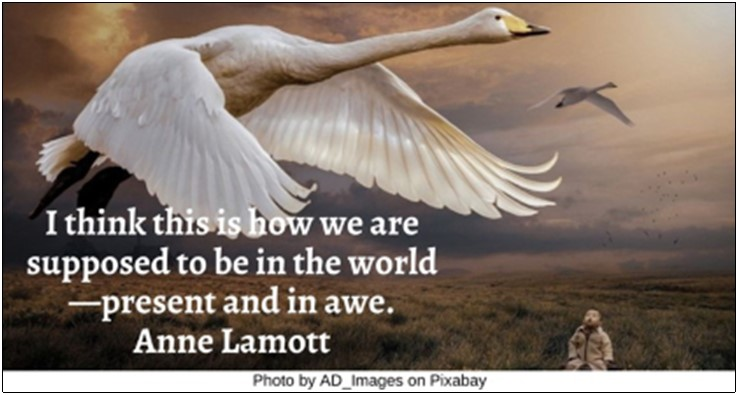 I think this is how we are
supposed to be in the world
—present and in awe.
Anne Lamott
Photo by AD_Images on Pixabay